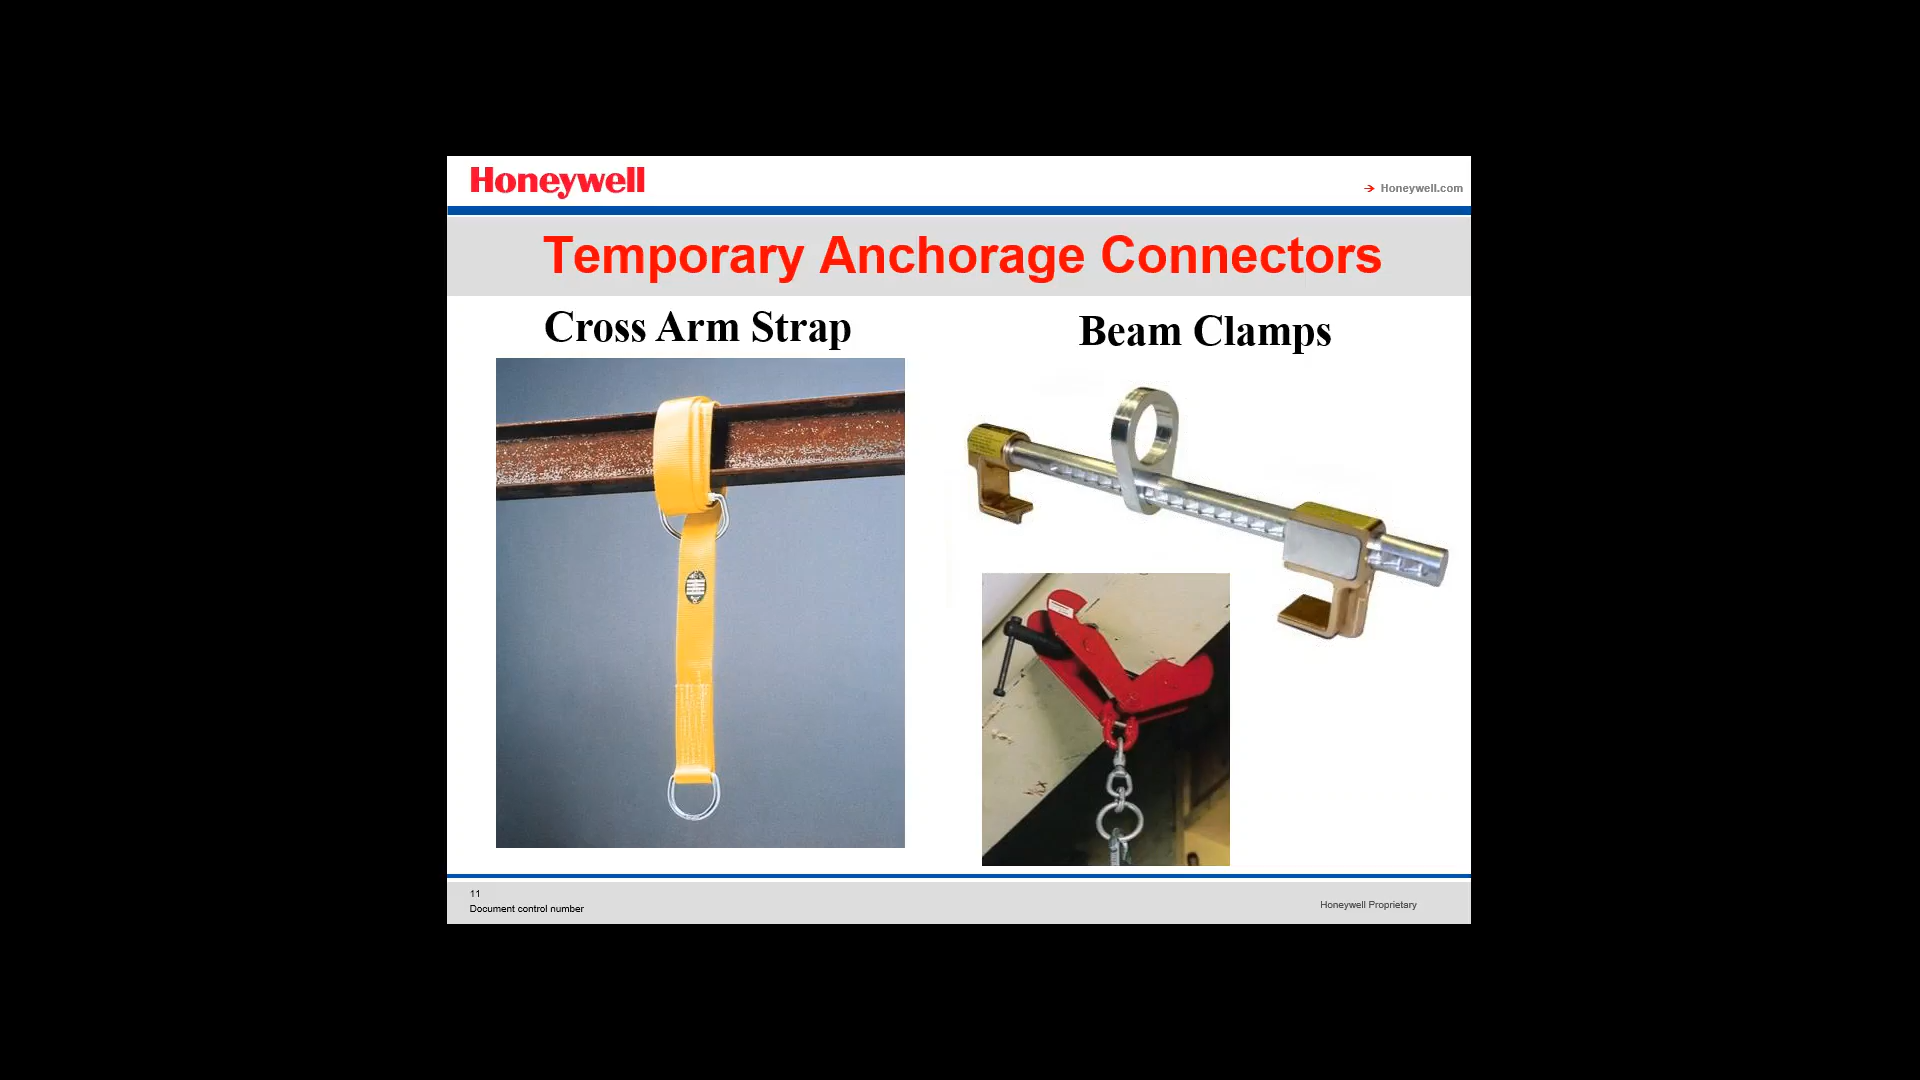 Honeywell
Honeywell.com
Temporary Anchorage Connectors
Cross Arm Strap
Beam Clamps
11
Document control number
Honeywell Proprietary